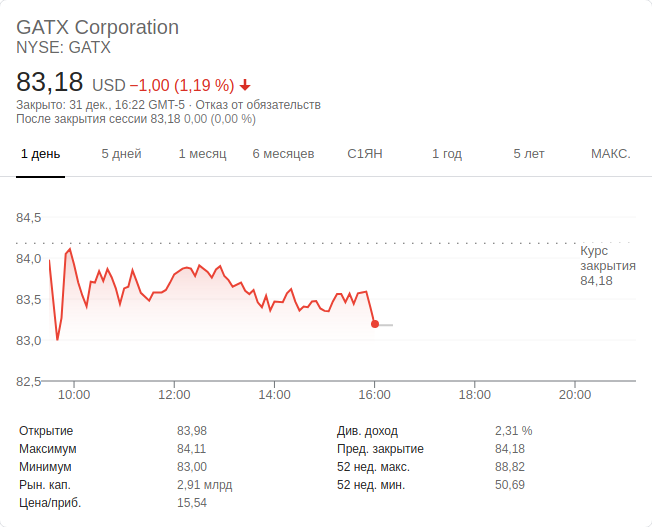 GATX Corporation
NYSE: GATX
83,18 USD −1,00 (1,19 %)
Закрыто: 31 дек., 16:22 GMT-5 · Отказ от обязательств
После закрытия сессии 83,18 0,00 (0,00 %)
1 день 5 дней 1 месяц 6 месяцев С1ЯН 1 год 5 лет МАКС.
84,5
84,0
83,5
83,0
82,5
Курс
закрытия
84,18
10:00 12:00 14:00 16:00 18:00 20:00
Открытие 83,98 Див. доход 2,31 %
Максимум 84,11 Пред. закрытие 84,18
Минимум 83,00 52 нед. макс. 88,82
Рын. кап. 2,91 млрд 52 нед. мин. 50,69
Цена/приб. 15,54